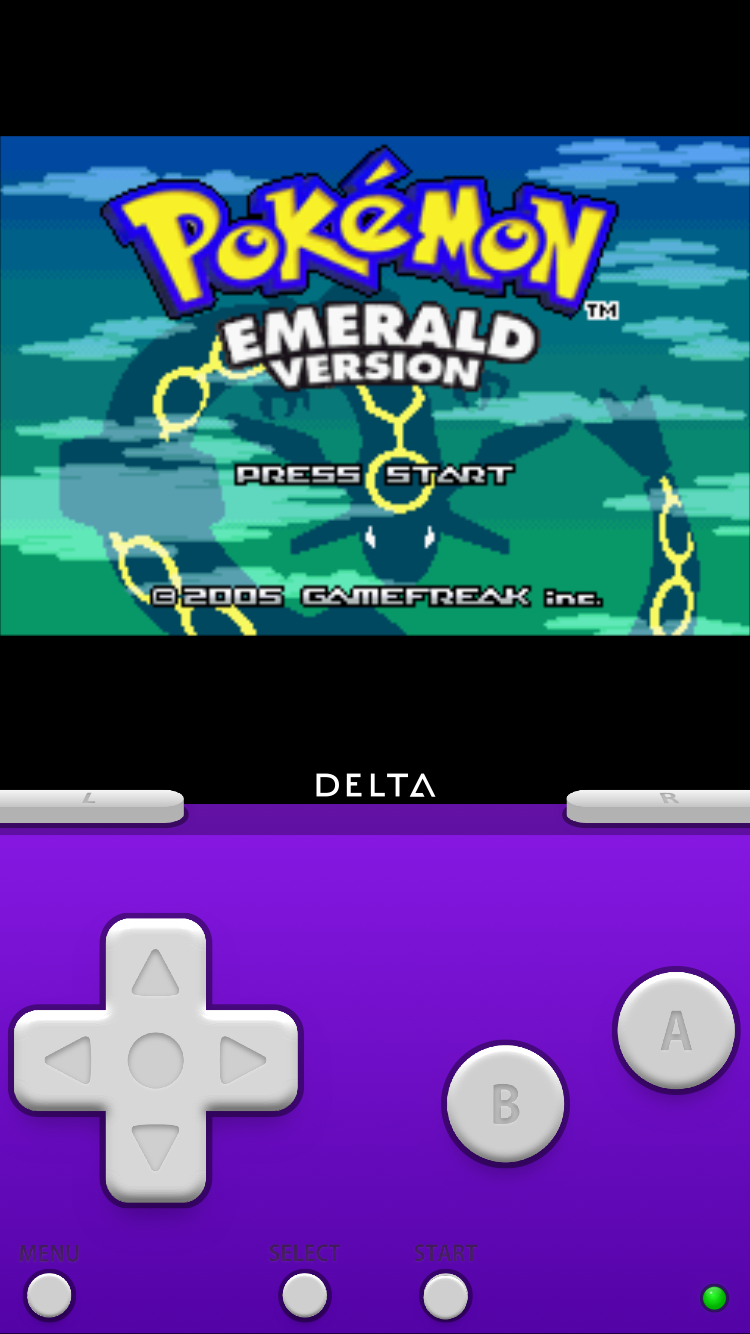 POKéMON
TM
EMERALD
VERSION
PRESS START
©2005 GAMEFREAK inc.
DELTA
L R
A
B
MENU SELECT START